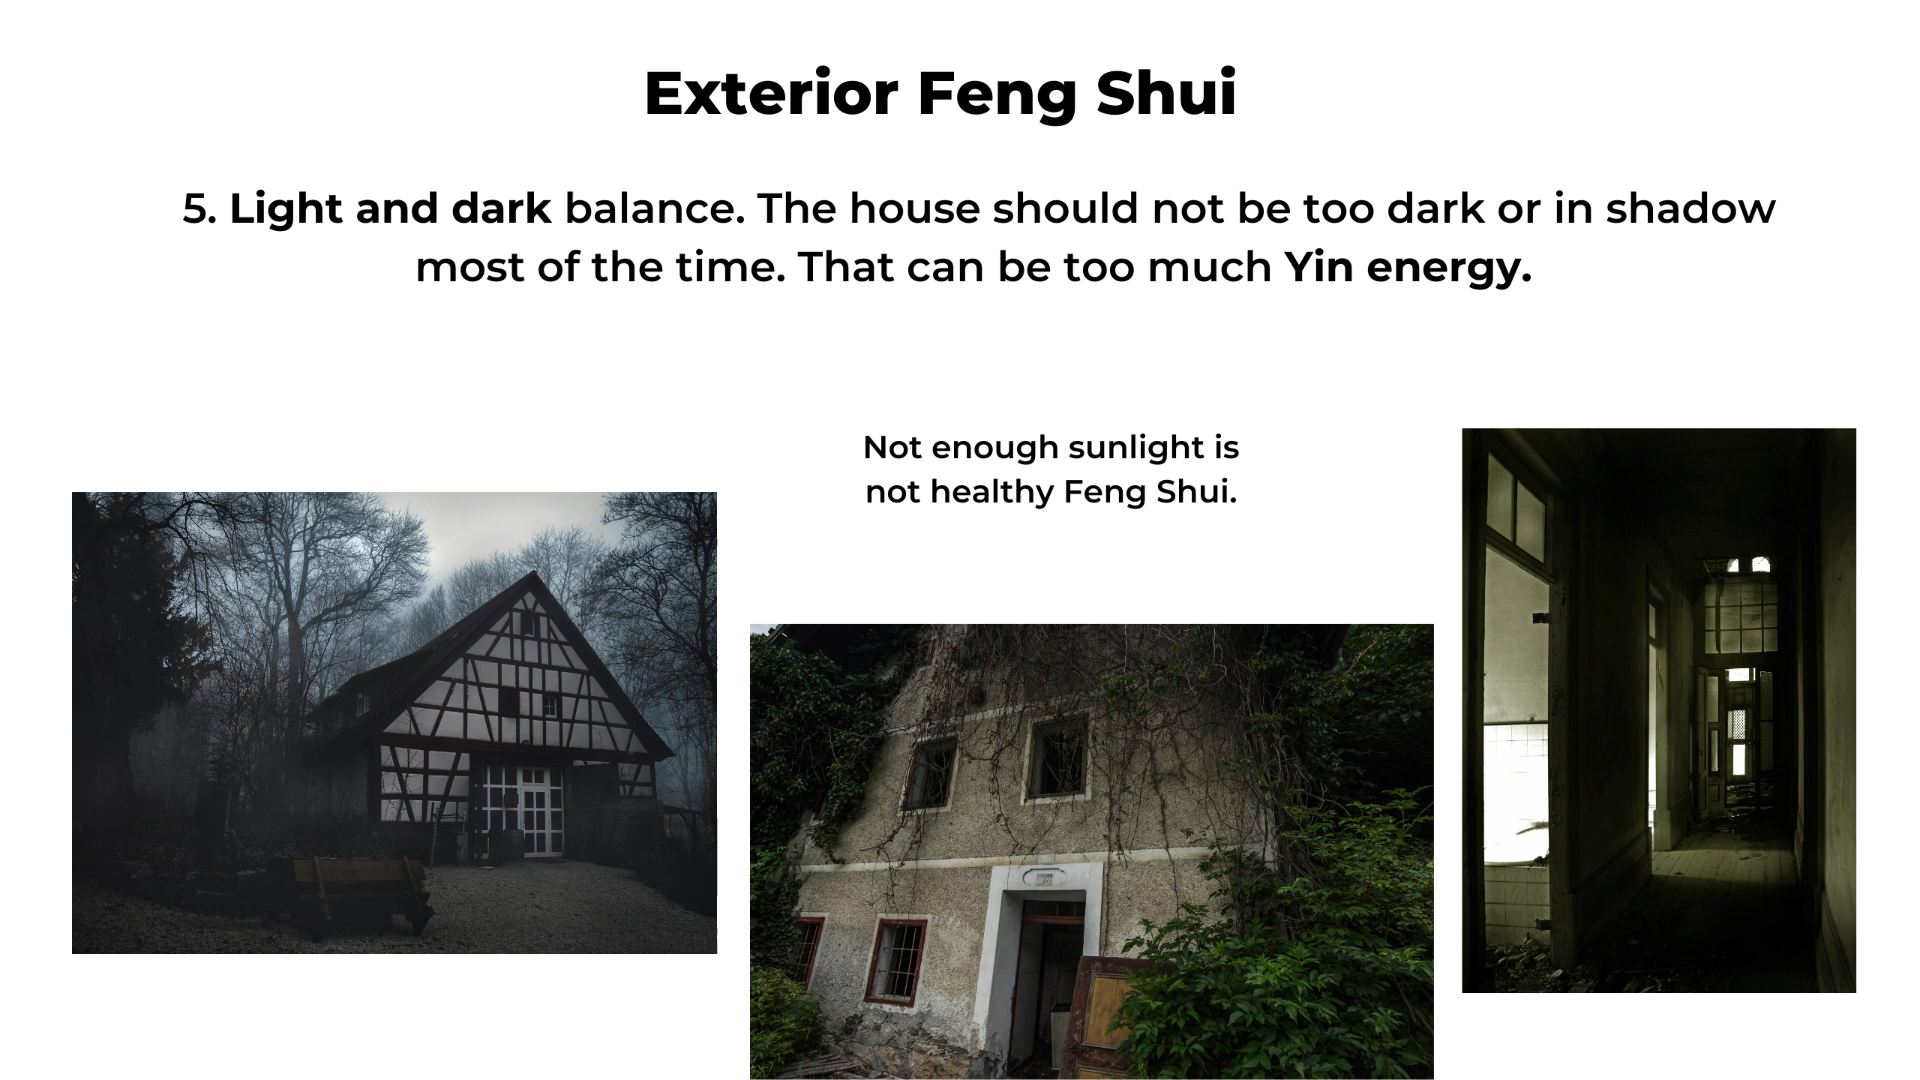 Exterior Feng Shui
5. Light and dark balance. The house should not be too dark or in shadow
most of the time. That can be too much Yin energy.
Not enough sunlight is
not healthy Feng Shui.